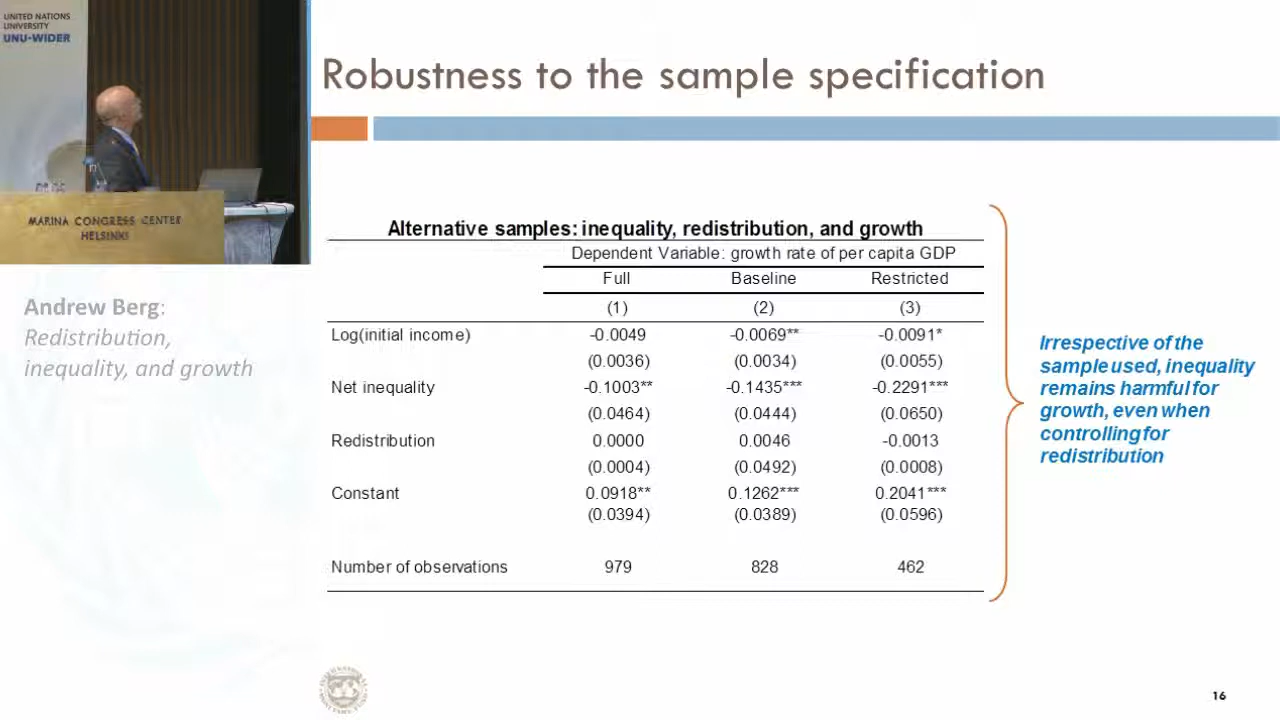 UNITED NATIONS
UNIVERSITY
UNU-WIDER
MARINA CONGRESS CENTER
HELSINKI
Andrew Berg:
Redistribution,
inequality, and growth
Robustness to the sample specification
Alternative samples: inequality, redistribution, and growth
Dependent Variable: growth rate of per capita GDP
Full Baseline Restricted
(1) (2) (3)
Log(initial income) -0.0049 -0.0069** -0.0091*
(0.0036) (0.0034) (0.0055)
Net inequality -0.1003** -0.1435*** -0.2291***
(0.0464) (0.0444) (0.0650)
Redistribution 0.0000 0.0046 -0.0013
(0.0004) (0.0492) (0.0008)
Constant 0.0918** 0.1262*** 0.2041***
(0.0394) (0.0389) (0.0596)
Number of observations 979 828 462
Irrespective of the
sample used, inequality
remains harmful for
growth, even when
controlling for
redistribution
16